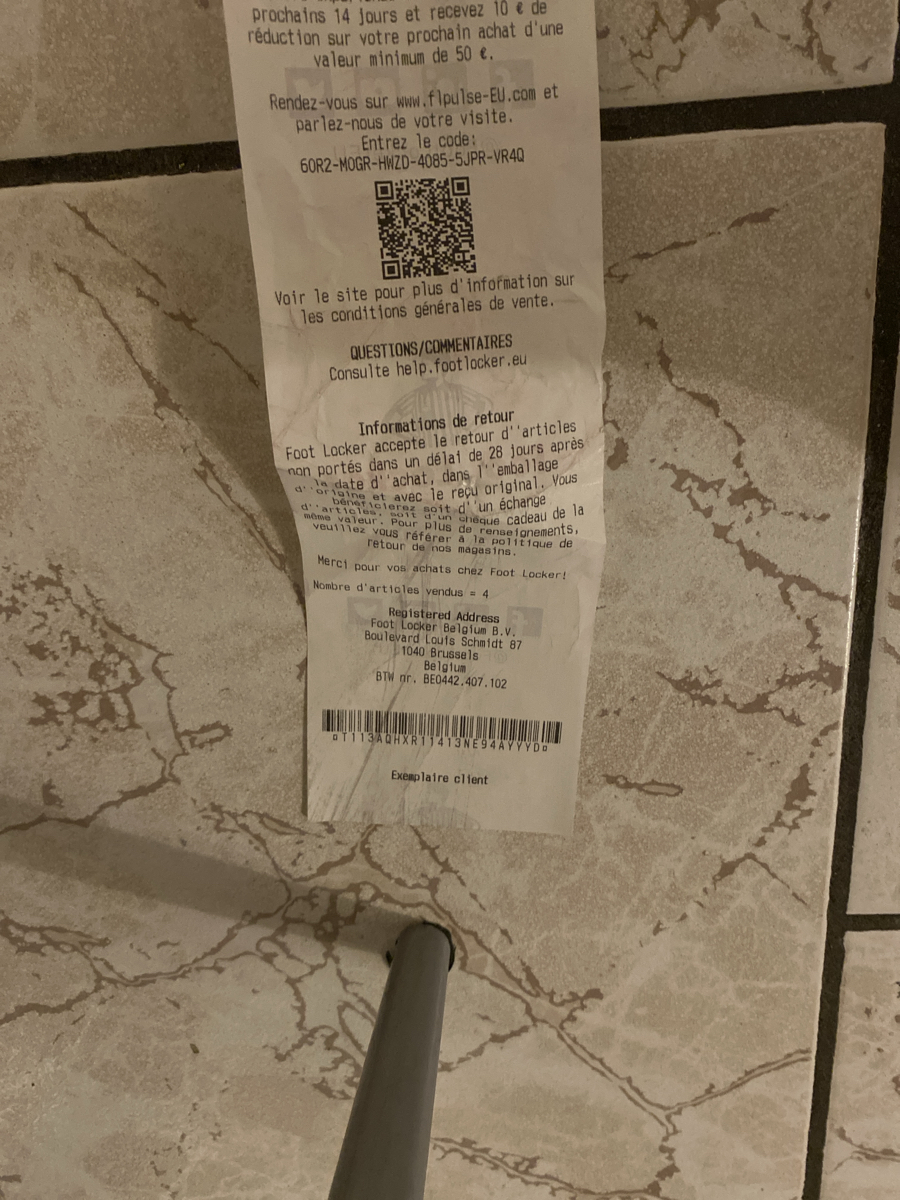 prochains 14 jours et recevez 10 € de
réduction sur votre prochain achat d'une
valeur minimum de 50 €.
Rendez-vous sur www.flpulse-EU.com et
parlez-nous de votre visite.
Entrez le code:
60R2-M0GR-HWZD-4085-5JPR-VR4Q
Voir le site pour plus d'information sur
les conditions générales de vente.
QUESTIONS/COMMENTAIRES
Consulte help.footlocker.eu
Informations de retour
Foot Locker accepte le retour d''articles
non portés dans un délai de 28 jours après
la date d''achat, dans l''emballage
d''origine et avec le reçu original. Vous
bénéficierez soit d''un échange
d''articles, soit d'un chèque cadeau de la
même valeur. Pour plus de renseignements,
veuillez vous référer à la politique de
retour de nos magasins.
Merci pour vos achats chez Foot Locker!
Nombre d'articles vendus = 4
Registered Address
Foot Locker Belgium B.V.
Boulevard Louis Schmidt 87
1040 Brussels
Belgium
BTW nr. BE0442.407.102
¤T113AQHXR11413NE94AYYYD¤
Exemplaire client